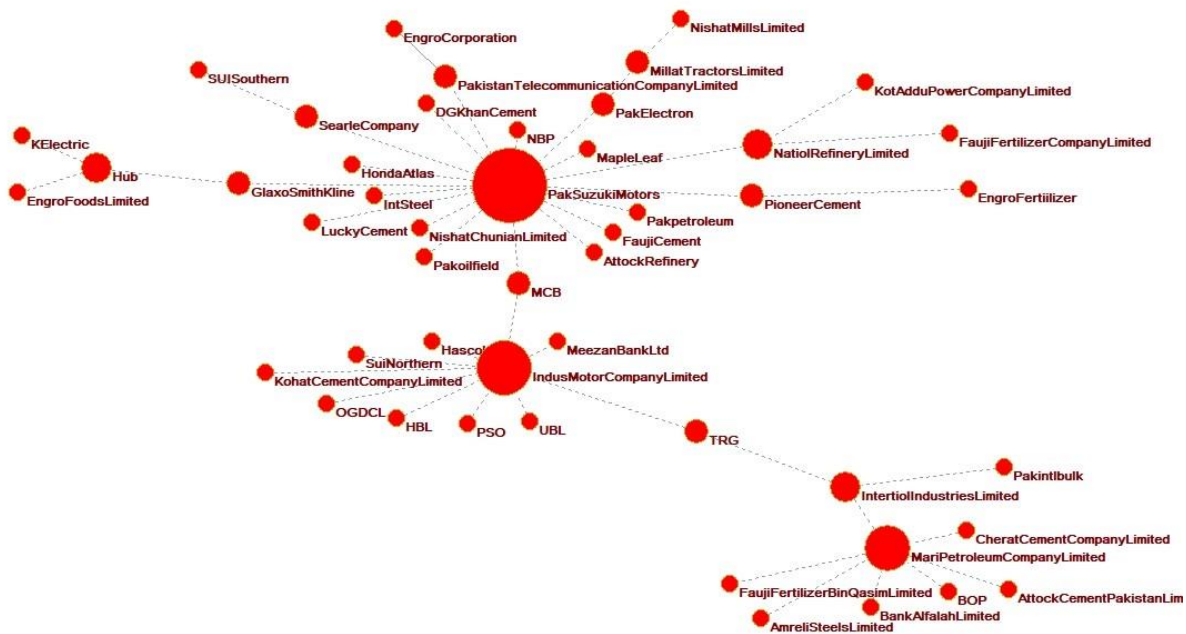 NishatMillsLimited
EngroCorporation
MillatTractorsLimited
SUISouthern
PakistanTelecommunicationCompanyLimited
KotAdduPowerCompanyLimited
DGKhanCement
PakElectron
SearleCompany
NBP
FaujiFertilizerCompanyLimited
KElectric
MapleLeaf
NatiolRefineryLimited
HondaAtlas
Hub
GlaxoSmithKline
PakSuzukiMotors
PioneerCement
EngroFertiilizer
EngroFoodsLimited
IntSteel
Pakpetroleum
LuckyCement
NishatChunianLimited
FaujiCement
Pakoilfield
AttockRefinery
MCB
Hascol
MeezanBankLtd
SuiNorthern
KohatCementCompanyLimited
IndusMotorCompanyLimited
OGDCL
HBL
PSO
UBL
TRG
Pakintlbulk
IntertiolIndustriesLimited
CheratCementCompanyLimited
MariPetroleumCompanyLimited
FaujiFertilizerBinQasimLimited
BOP
AttockCementPakistanLim
BankAlfalahLimited
AmreliSteelsLimited